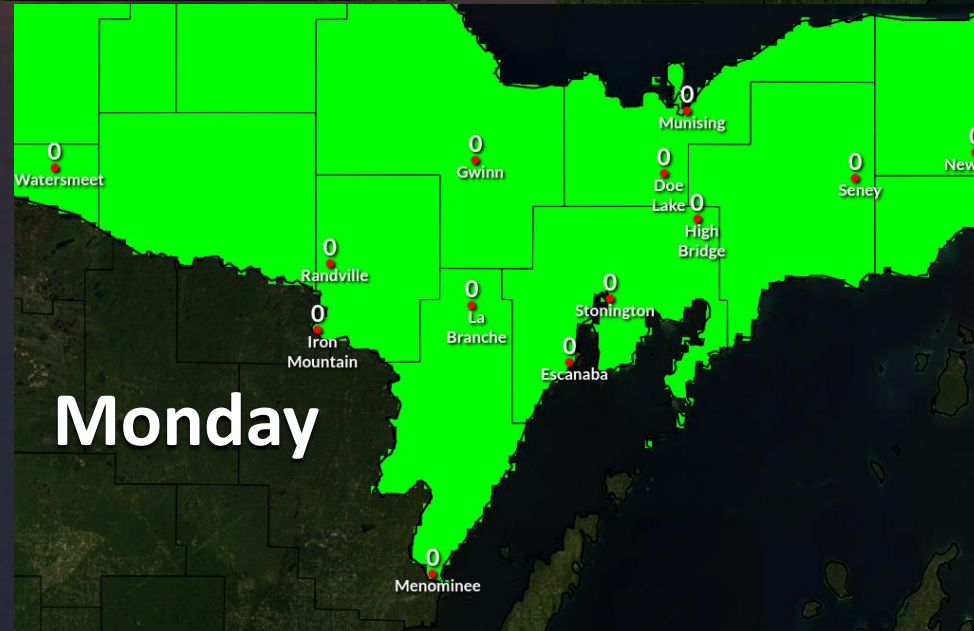 0
Munising
0
Watersmeet
0
Gwinn
0
Doe
Lake
0
Seney
0
High
Bridge
0
Randville
0
La
Branche
0
Stonington
0
Iron
Mountain
0
Escanaba
Monday
0
Menominee